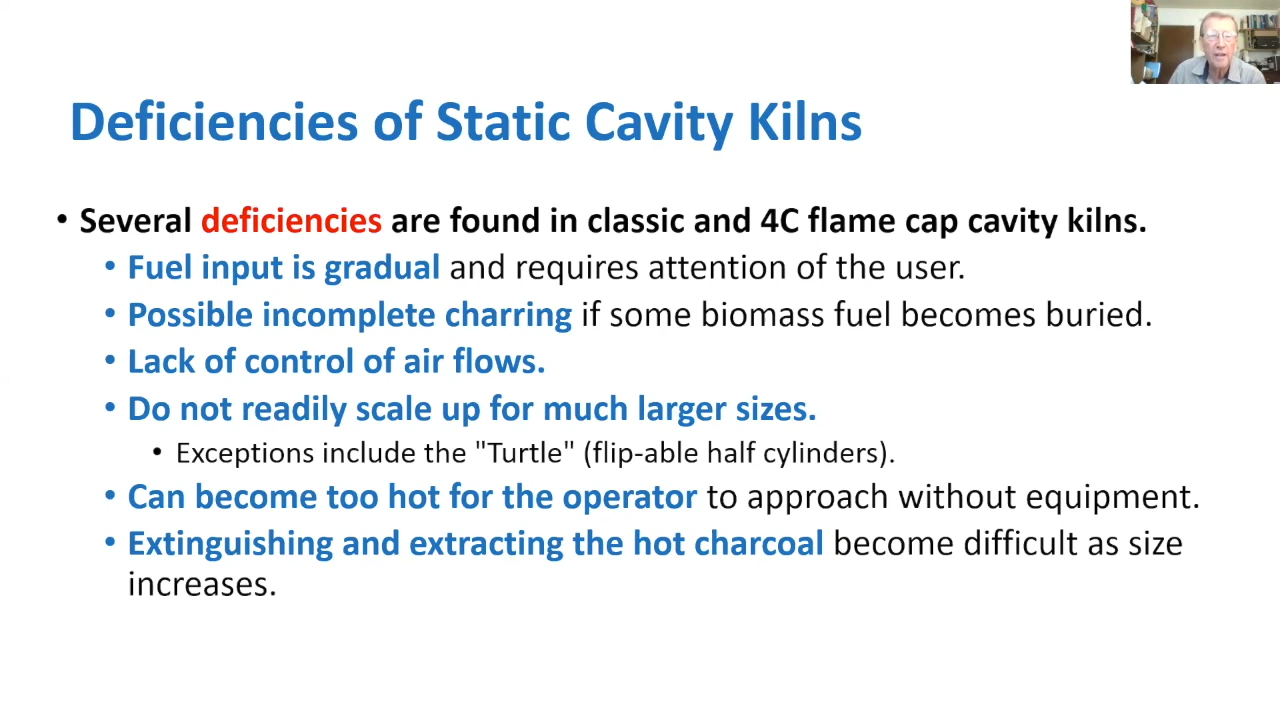 Deficiencies of Static Cavity Kilns
• Several deficiencies are found in classic and 4C flame cap cavity kilns.
• Fuel input is gradual and requires attention of the user.
• Possible incomplete charring if some biomass fuel becomes buried.
• Lack of control of air flows.
• Do not readily scale up for much larger sizes.
• Exceptions include the "Turtle" (flip-able half cylinders).
• Can become too hot for the operator to approach without equipment.
• Extinguishing and extracting the hot charcoal become difficult as size
increases.